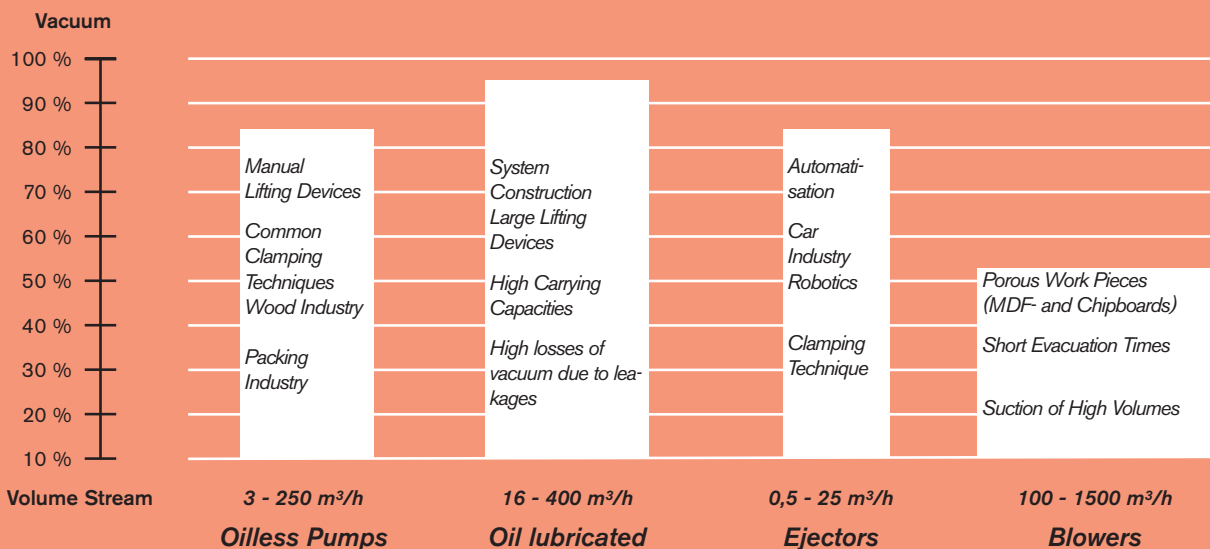 Vacuum
100 %
90 %
80 %
70 %
60 %
50 %
40 %
30 %
20 %
10 %
Manual
Lifting Devices
Common
Clamping
Techniques
Wood Industry
Packing
Industry
System
Construction
Large Lifting
Devices
High Carrying
Capacities
High losses of
vacuum due to lea-
kages
Automati-
sation
Car
Industry
Robotics
Clamping
Technique
Porous Work Pieces
(MDF- and Chipboards)
Short Evacuation Times
Suction of High Volumes
Volume Stream
3 - 250 m³/h
16 - 400 m³/h
0,5 - 25 m³/h
100 - 1500 m³/h
Oilless Pumps
Oil lubricated
Ejectors
Blowers